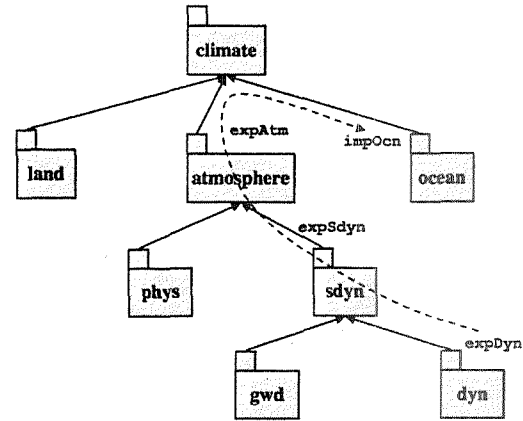 climate
expAtm
impOcn
land
atmosphere
ocean
expSdyn
phys
sdyn
expDyn
gwd
dyn